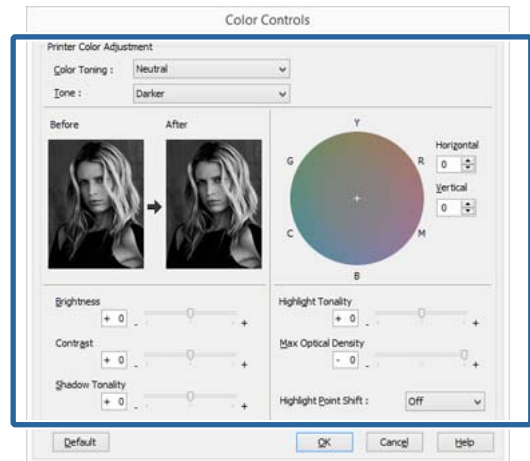 Color Controls
Printer Color Adjustment
Color Toning : Neutral
Tone : Darker
Before After
Y
G R
C M
B
Horizontal
0
Vertical
0
Brightness
+ 0 - +
Contrast
+ 0 - +
Shadow Tonality
+ 0 - +
Highlight Tonality
+ 0 - +
Max Optical Density
- 0 - +
Highlight Point Shift : Off
Default OK Cancel Help